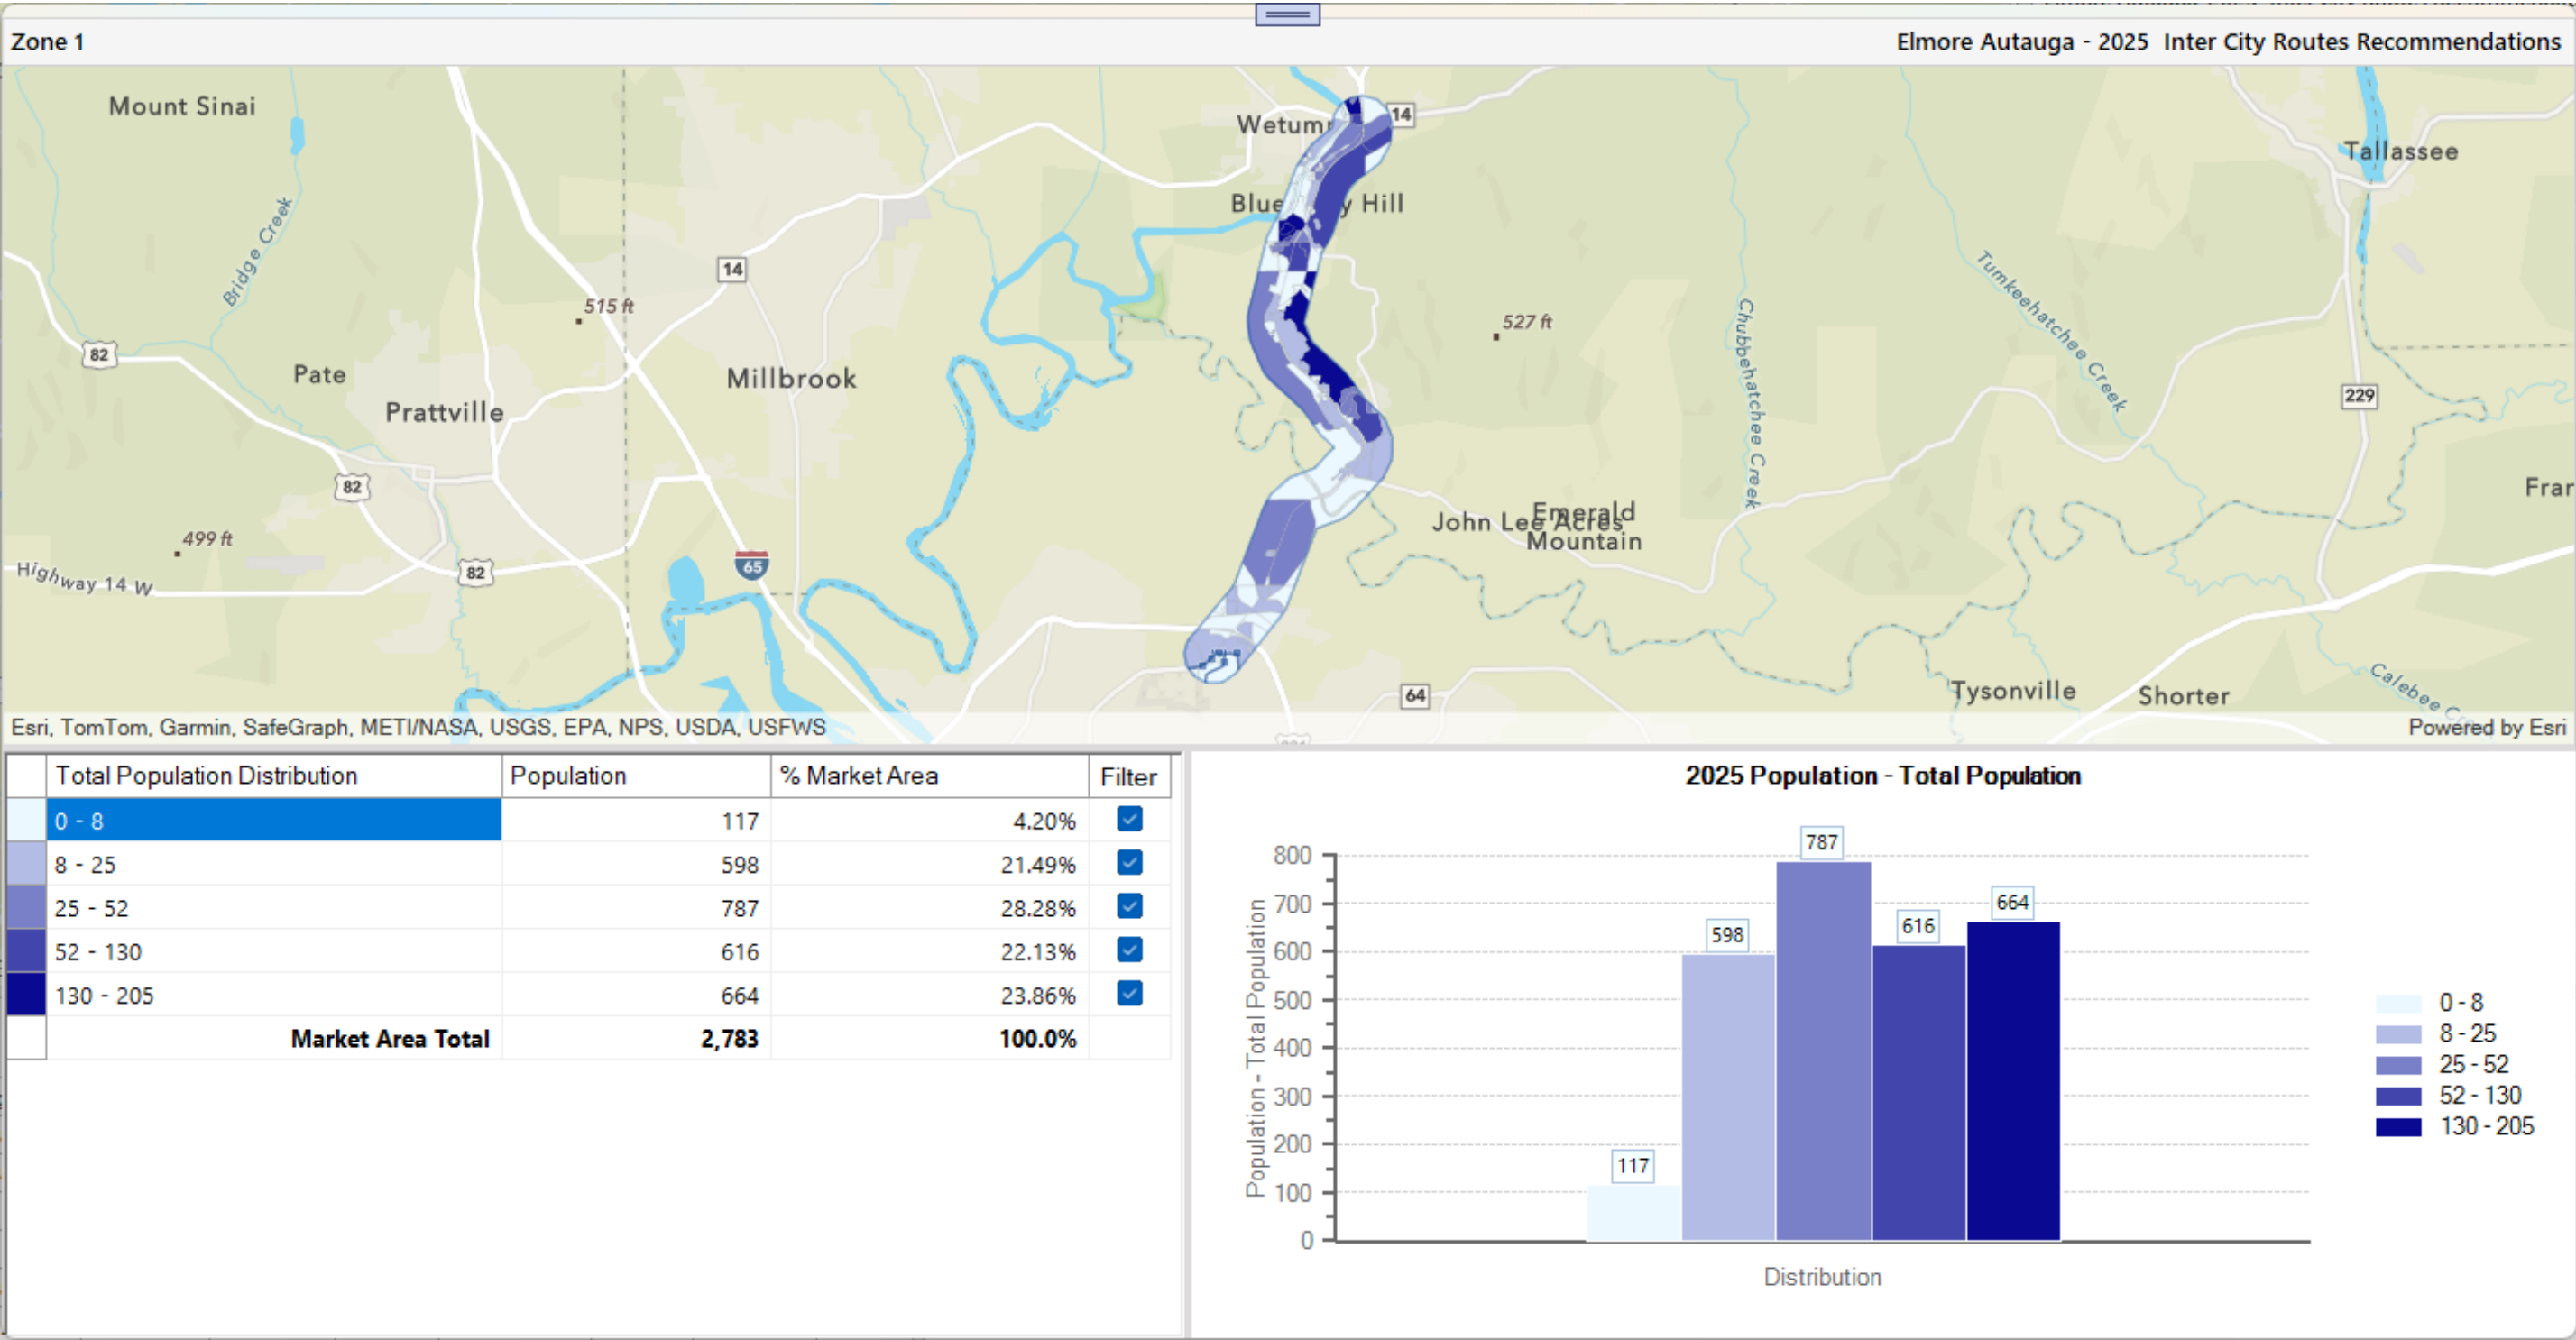 Zone 1
Elmore Autauga - 2025 Inter City Routes Recommendations
Mount Sinai
14
Tallassee
Bridge Creek
14
515 ft
527 ft
Chubbehatchee Creek
Tumkeehatchee Creek
82
Pate
Millbrook
Prattville
229
82
Emerald
John Lee Acres
Mountain
499 ft
Highway 14 W
82
65
64
Tysonville
Shorter
Calebee
Esri, TomTom, Garmin, SafeGraph, METI/NASA, USGS, EPA, NPS, USDA, USFWS
Powered by Esri
Total Population Distribution Population % Market Area Filter
0 - 8 117 4.20%
8 - 25 598 21.49%
25 - 52 787 28.28%
52 - 130 616 22.13%
130 - 205 664 23.86%
Market Area Total 2,783 100.0%
2025 Population - Total Population
Population - Total Population
800
700
600
500
400
300
200
100
0
117
598
787
616
664
Distribution
0 - 8
8 - 25
25 - 52
52 - 130
130 - 205